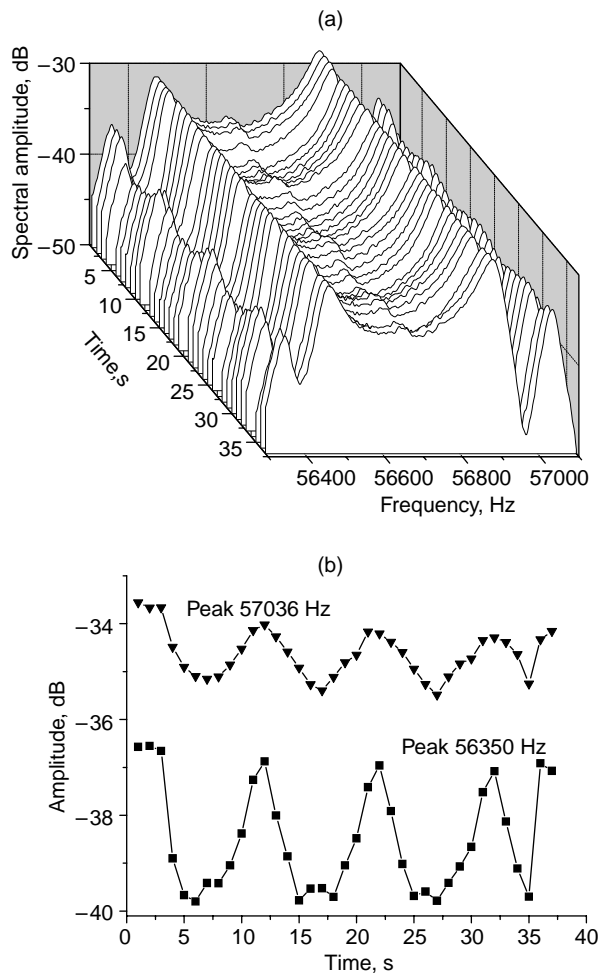 (a)
Spectral amplitude, dB
−30
−40
−50
5
10
15
20
25
30
35
Time,s
56400 56600 56800 57000
Frequency, Hz
(b)
Amplitude, dB
−34
−36
−38
−40
Peak 57036 Hz
Peak 56350 Hz
0 5 10 15 20 25 30 35 40
Time, s